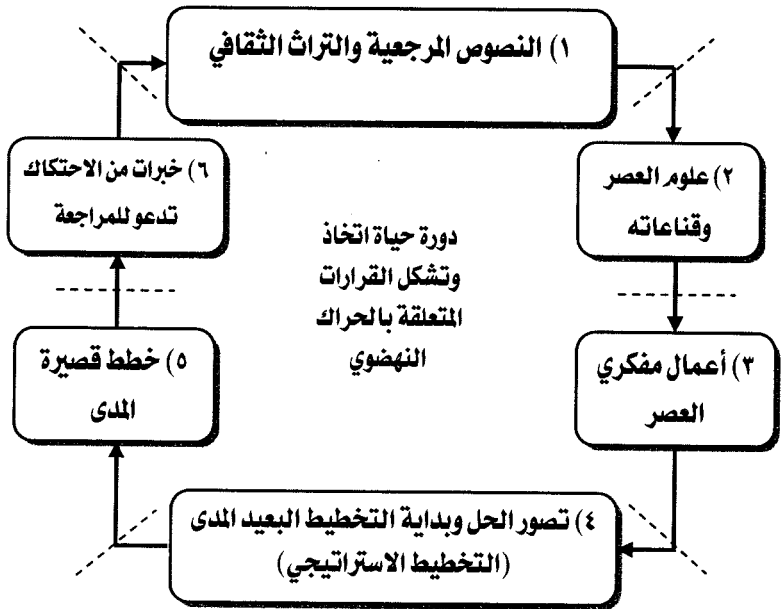 ١) النصوص المرجعية والتراث الثقافي
٢) علوم العصر
وقناعاته
٣) أعمال مفكري
العصر
٤) تصور الحل وبداية التخطيط البعيد المدى
(التخطيط الاستراتيجي)
٥) خطط قصيرة
المدى
٦) خبرات من الاحتكاك
تدعو للمراجعة
دورة حياة اتخاذ
وتشكل القرارات
المتعلقة بالحراك
النهضوي